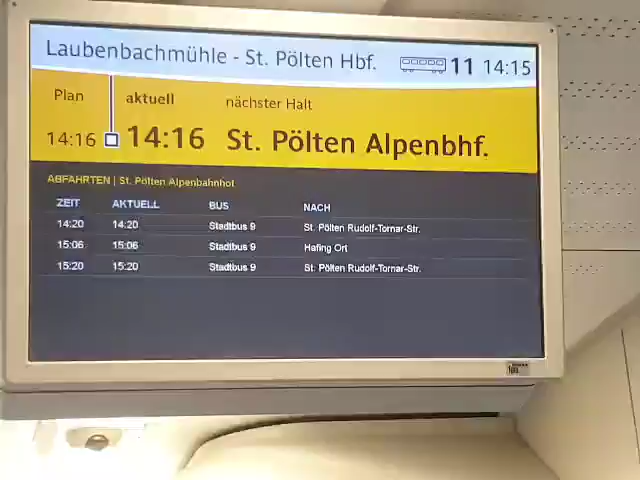 Laubenbachmühle - St. Pölten Hbf. 11 14:15
Plan aktuell nächster Halt
14:16 14:16 St. Pölten Alpenbhf.
ABFAHRTEN | St. Pölten Alpenbahnhof
ZEIT AKTUELL BUS NACH
14:20 14:20 Stadtbus 9 St. Pölten Rudolf-Tornar-Str.
15:06 15:06 Stadtbus 9 Hafing Ort
15:20 15:20 Stadtbus 9 St. Pölten Rudolf-Tornar-Str.